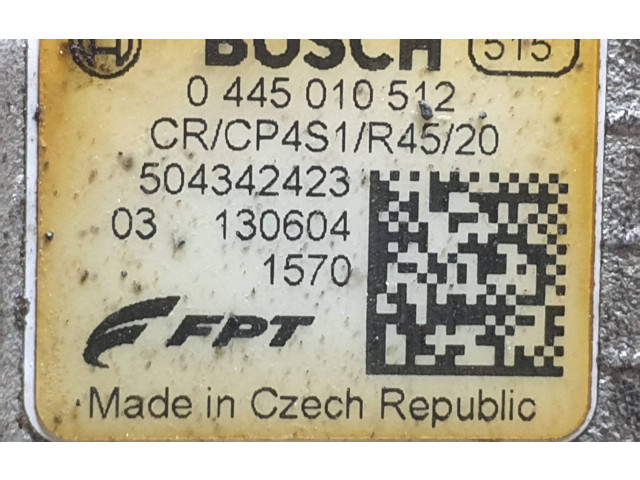 BOSCH 515
0 445 010 512
CR/CP4S1/R45/20
504342423
03 130604
1570
FPT
Made in Czech Republic